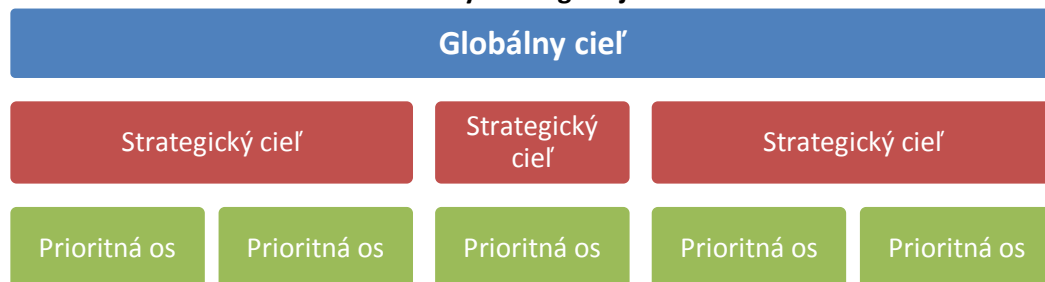 Globálny cieľ
Strategický cieľ
Strategický
cieľ
Strategický cieľ
Prioritná os
Prioritná os
Prioritná os
Prioritná os
Prioritná os